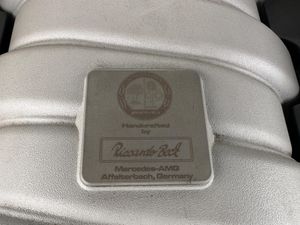 Handcrafted
by
Riccardo Beck
Mercedes-AMG
Affalterbach, Germany